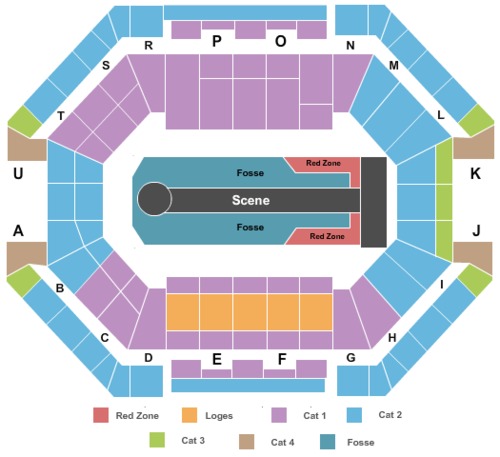 P O
R N
S M
T L
U K
Red Zone
Fosse
Scene
Fosse
Red Zone
A J
B I
C H
D E F G
Red Zone Loges Cat 1 Cat 2
Cat 3 Cat 4 Fosse